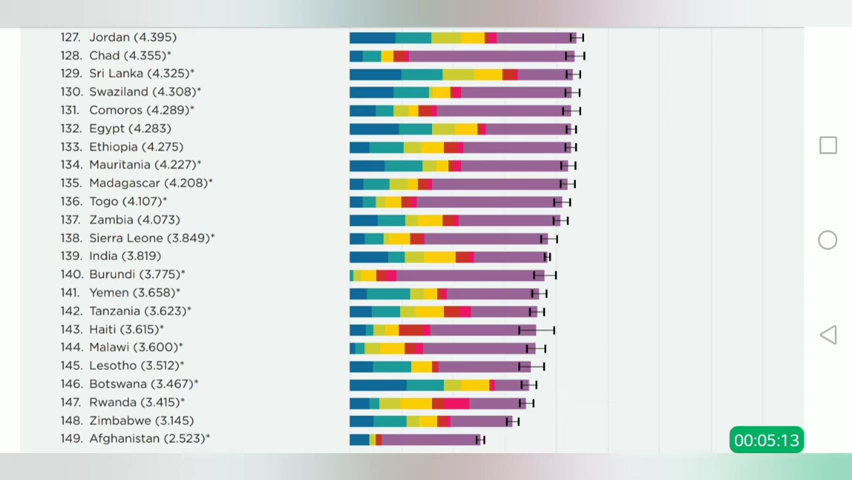 127. Jordan (4.395)
128. Chad (4.355)*
129. Sri Lanka (4.325)*
130. Swaziland (4.308)*
131. Comoros (4.289)*
132. Egypt (4.283)
133. Ethiopia (4.275)
134. Mauritania (4.227)*
135. Madagascar (4.208)*
136. Togo (4.107)*
137. Zambia (4.073)
138. Sierra Leone (3.849)*
139. India (3.819)
140. Burundi (3.775)*
141. Yemen (3.658)*
142. Tanzania (3.623)*
143. Haiti (3.615)*
144. Malawi (3.600)*
145. Lesotho (3.512)*
146. Botswana (3.467)*
147. Rwanda (3.415)*
148. Zimbabwe (3.145)
149. Afghanistan (2.523)*
00:05:13